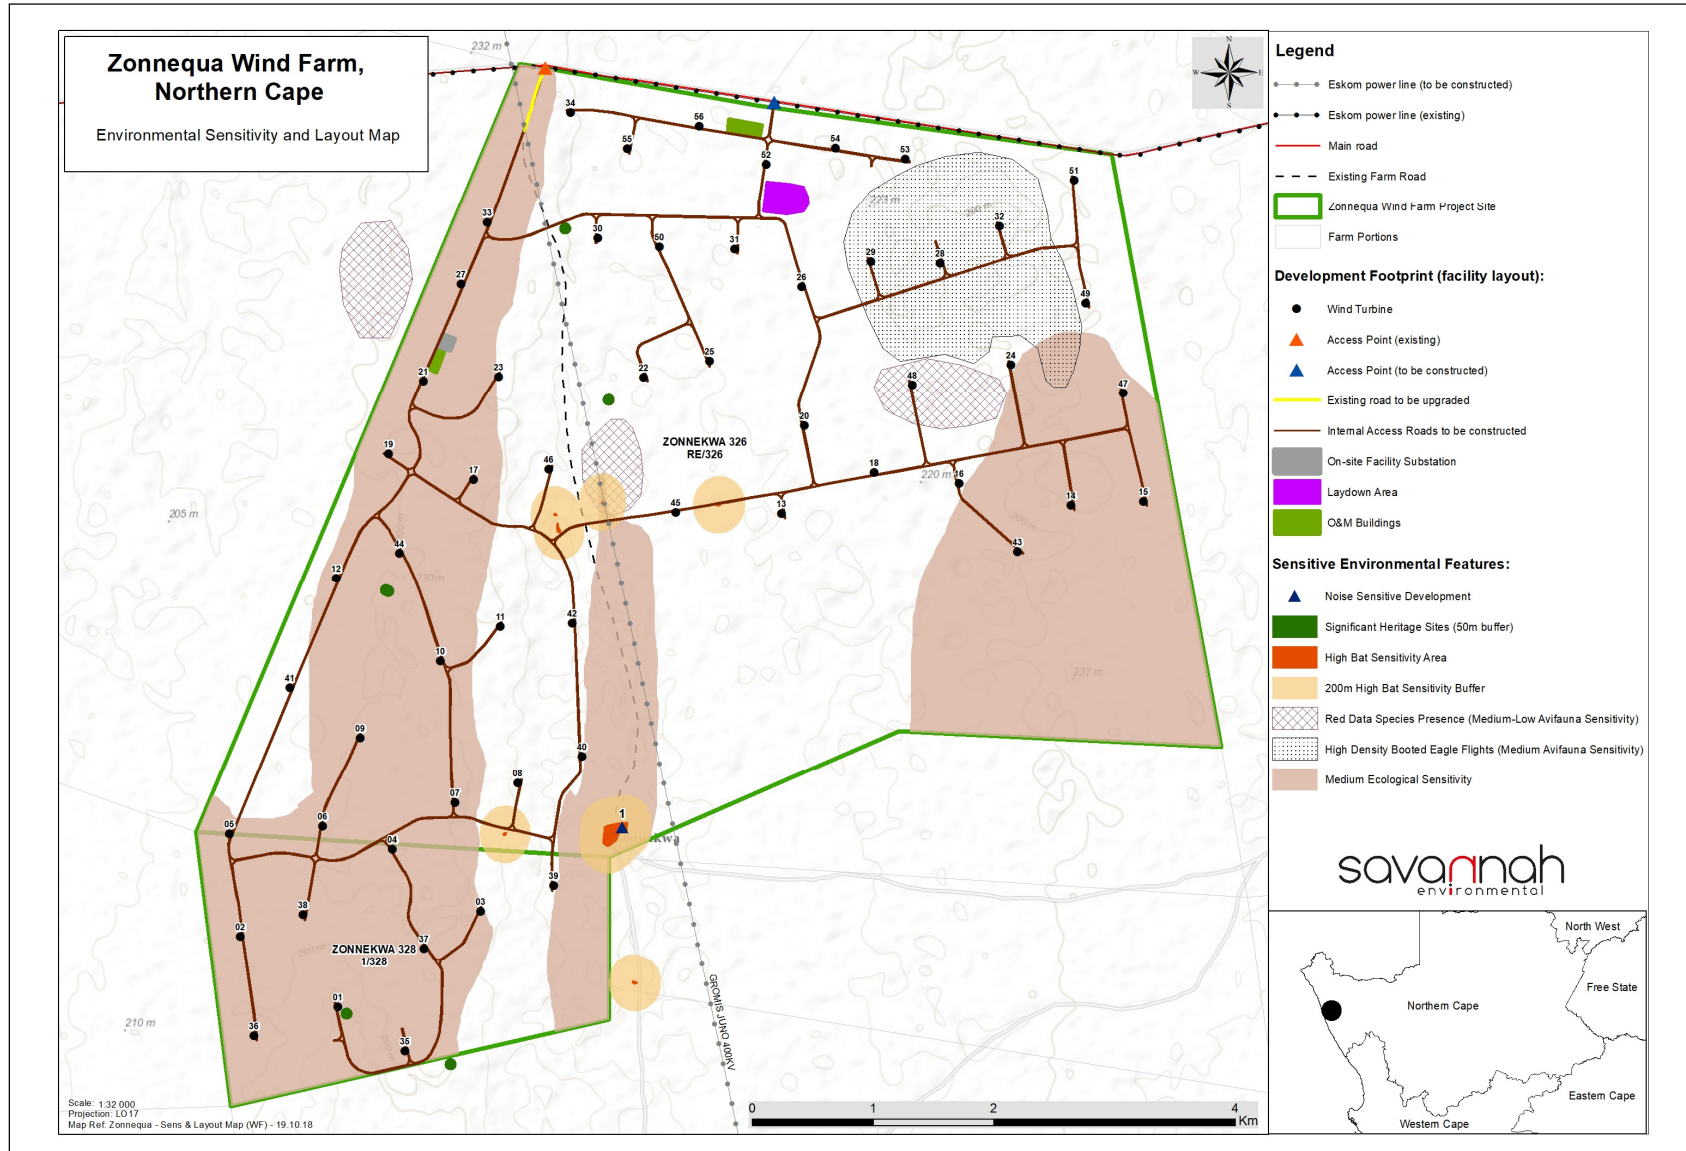 Zonnequa Wind Farm,
Northern Cape
Environmental Sensitivity and Layout Map
232 m
N
W E
S
34
56
55
54
53
52
51
33
30
50
31
32
223 m
200 m
29
28
27
26
49
21
23
22
25
24
48
47
20
ZONNEKWA 326
RE/326
19
17
46
18
220 m
16
45
13
14
15
205 m
200 m
43
44
12
230 m
11
42
10
41
237 m
09
40
08
07
1
05
06
04
39
03
38
02
37
ZONNEKWA 328
1/328
200 m
01
36
35
210 m
GROMIS JUNO 400KV
Scale: 1:32 000
Projection: LO17
Map Ref: Zonnequa - Sens & Layout Map (WF) - 19.10.18
0 1 2 4
Km
Legend
Eskom power line (to be constructed)
Eskom power line (existing)
Main road
Existing Farm Road
Zonnequa Wind Farm Project Site
Farm Portions
Development Footprint (facility layout):
Wind Turbine
Access Point (existing)
Access Point (to be constructed)
Existing road to be upgraded
Internal Access Roads to be constructed
On-site Facility Substation
Laydown Area
O&M Buildings
Sensitive Environmental Features:
Noise Sensitive Development
Significant Heritage Sites (50m buffer)
High Bat Sensitivity Area
200m High Bat Sensitivity Buffer
Red Data Species Presence (Medium-Low Avifauna Sensitivity)
High Density Booted Eagle Flights (Medium Avifauna Sensitivity)
Medium Ecological Sensitivity
savannah
environmental
North West
Free State
Northern Cape
Eastern Cape
Western Cape